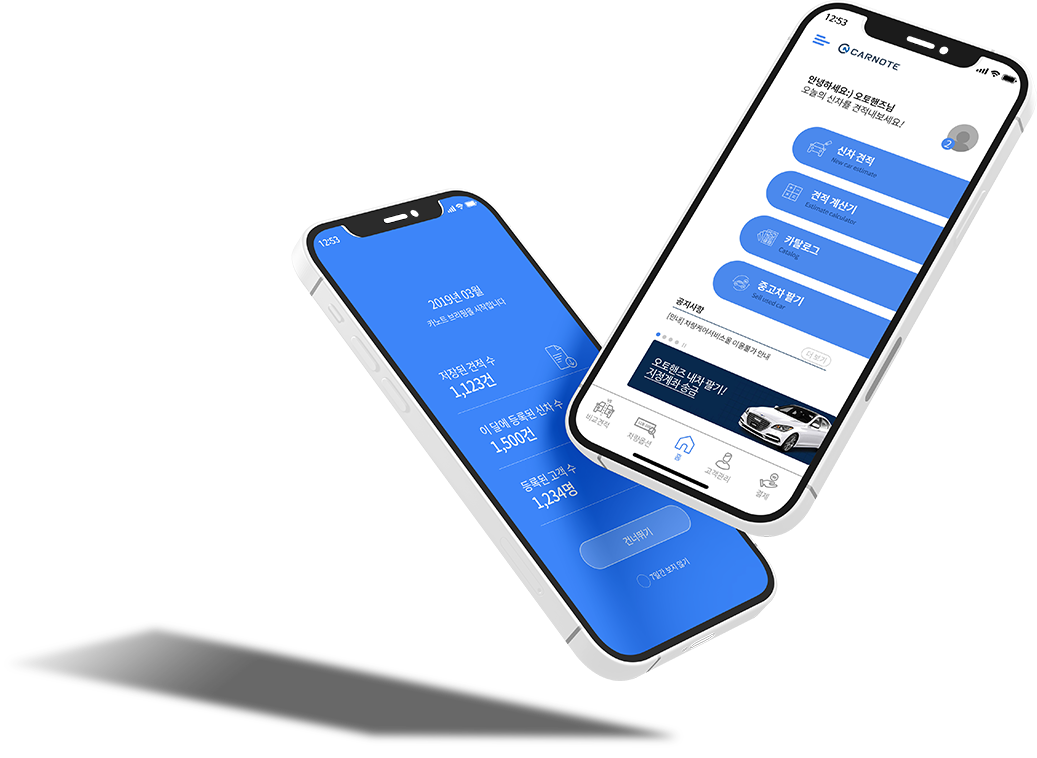 12:53
CARNOTE
안녕하세요:) 오토핸즈님
오늘의 신차를 견적내보세요!
2
신차 견적
New car estimate
견적 계산기
Estimate calculator
카탈로그
Catalog
중고차 팔기
Sell used car
공지사항
[안내] 차량케어서비스몰 이용불가 안내
더 보기
오토핸즈 내차 팔기!
지정계좌 송금
비교견적
차량옵션
홈
고객관리
결제
12:53
2019년 03월
카노트 브리핑을 시작합니다
저장된 견적 수
1,123건
이 달에 등록된 신차 수
1,500건
등록된 고객 수
1,234명
건너뛰기
7일간 보지 않기